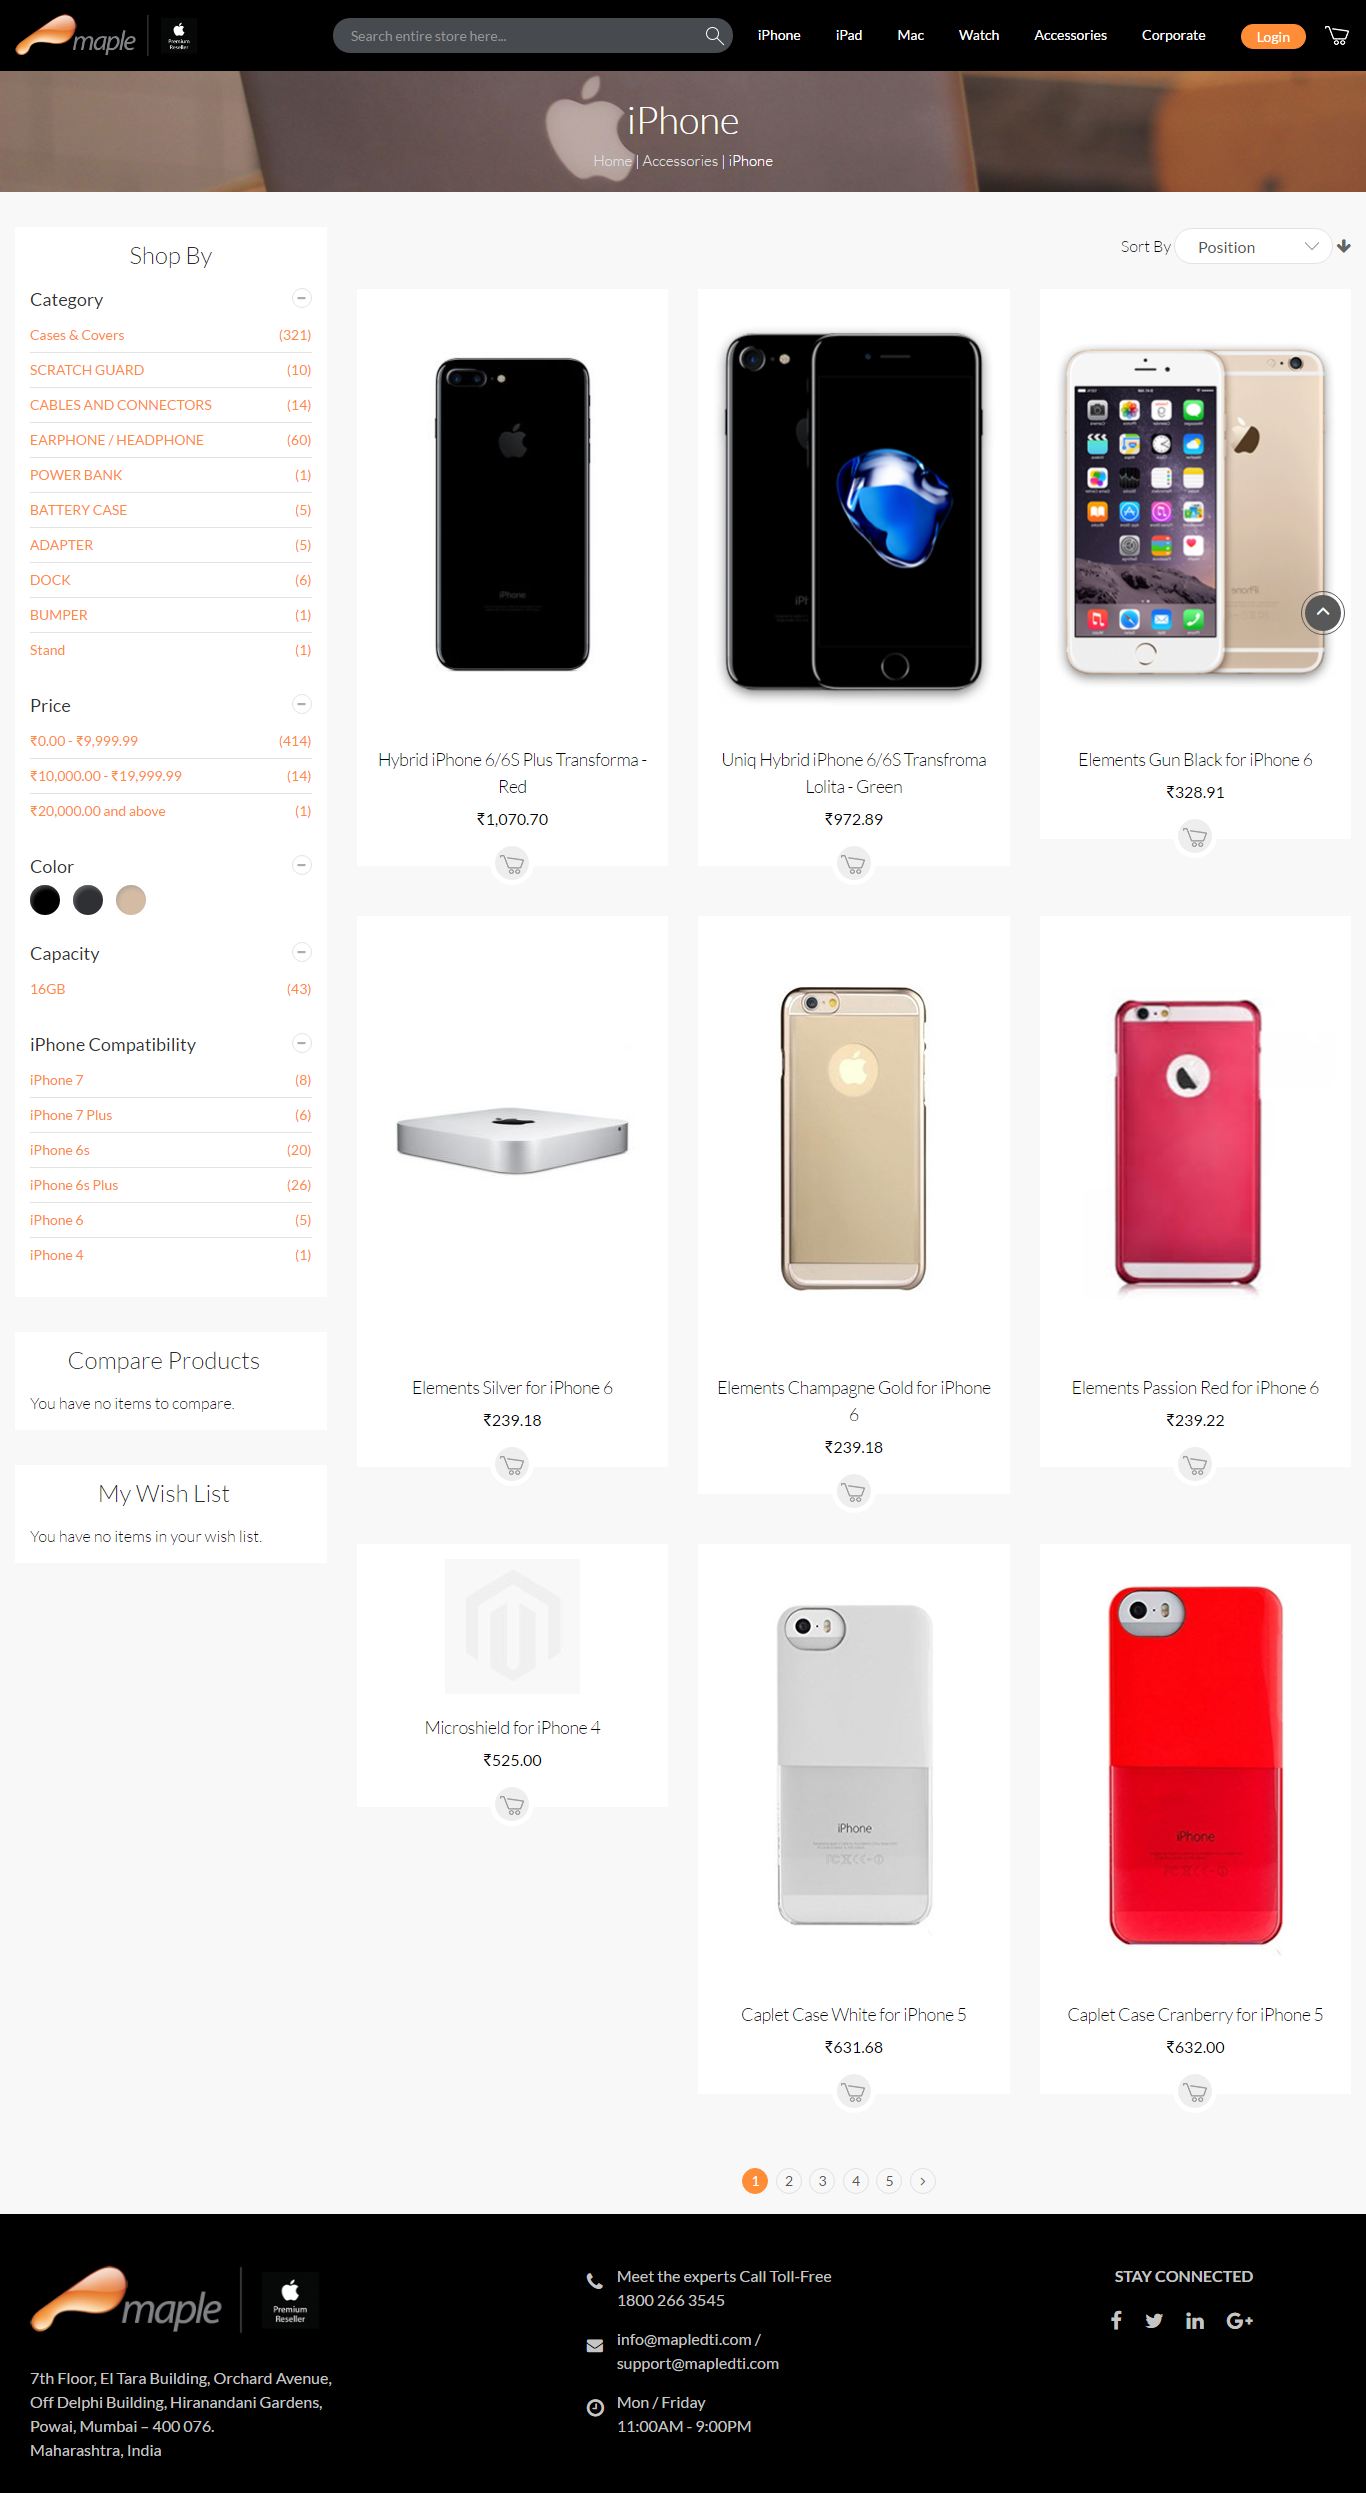 maple
Premium
Reseller
Search entire store here...
iPhone
iPad
Mac
Watch
Accessories
Corporate
Login
iPhone
Home | Accessories | iPhone
Shop By
Category
Cases & Covers (321)
SCRATCH GUARD (10)
CABLES AND CONNECTORS (14)
EARPHONE / HEADPHONE (60)
POWER BANK (1)
BATTERY CASE (5)
ADAPTER (5)
DOCK (6)
BUMPER (1)
Stand (1)
Price
₹0.00 - ₹9,999.99 (414)
₹10,000.00 - ₹19,999.99 (14)
₹20,000.00 and above (1)
Color
Capacity
16GB (43)
iPhone Compatibility
iPhone 7 (8)
iPhone 7 Plus (6)
iPhone 6s (20)
iPhone 6s Plus (26)
iPhone 6 (5)
iPhone 4 (1)
Compare Products
You have no items to compare.
My Wish List
You have no items in your wish list.
Sort By Position
iPhone
Hybrid iPhone 6/6S Plus Transforma -
Red
₹1,070.70
Uniq Hybrid iPhone 6/6S Transfroma
Lolita - Green
₹972.89
Elements Gun Black for iPhone 6
₹328.91
Elements Silver for iPhone 6
₹239.18
Elements Champagne Gold for iPhone
6
₹239.18
Elements Passion Red for iPhone 6
₹239.22
Microshield for iPhone 4
₹525.00
iPhone
Caplet Case White for iPhone 5
₹631.68
iPhone
Caplet Case Cranberry for iPhone 5
₹632.00
1 2 3 4 5 >
maple
Premium
Reseller
7th Floor, El Tara Building, Orchard Avenue,
Off Delphi Building, Hiranandani Gardens,
Powai, Mumbai – 400 076.
Maharashtra, India
Meet the experts Call Toll-Free
1800 266 3545
info@mapledti.com /
support@mapledti.com
Mon / Friday
11:00AM - 9:00PM
STAY CONNECTED